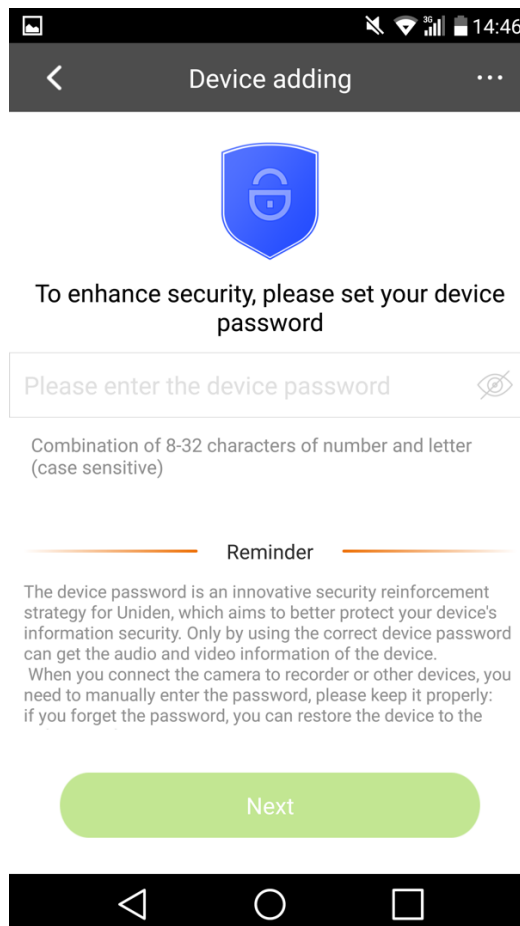 3G 14:46
Device adding
To enhance security, please set your device
password
Please enter the device password
Combination of 8-32 characters of number and letter
(case sensitive)
Reminder
The device password is an innovative security reinforcement
strategy for Uniden, which aims to better protect your device's
information security. Only by using the correct device password
can get the audio and video information of the device.
When you connect the camera to recorder or other devices, you
need to manually enter the password, please keep it properly:
if you forget the password, you can restore the device to the
Next